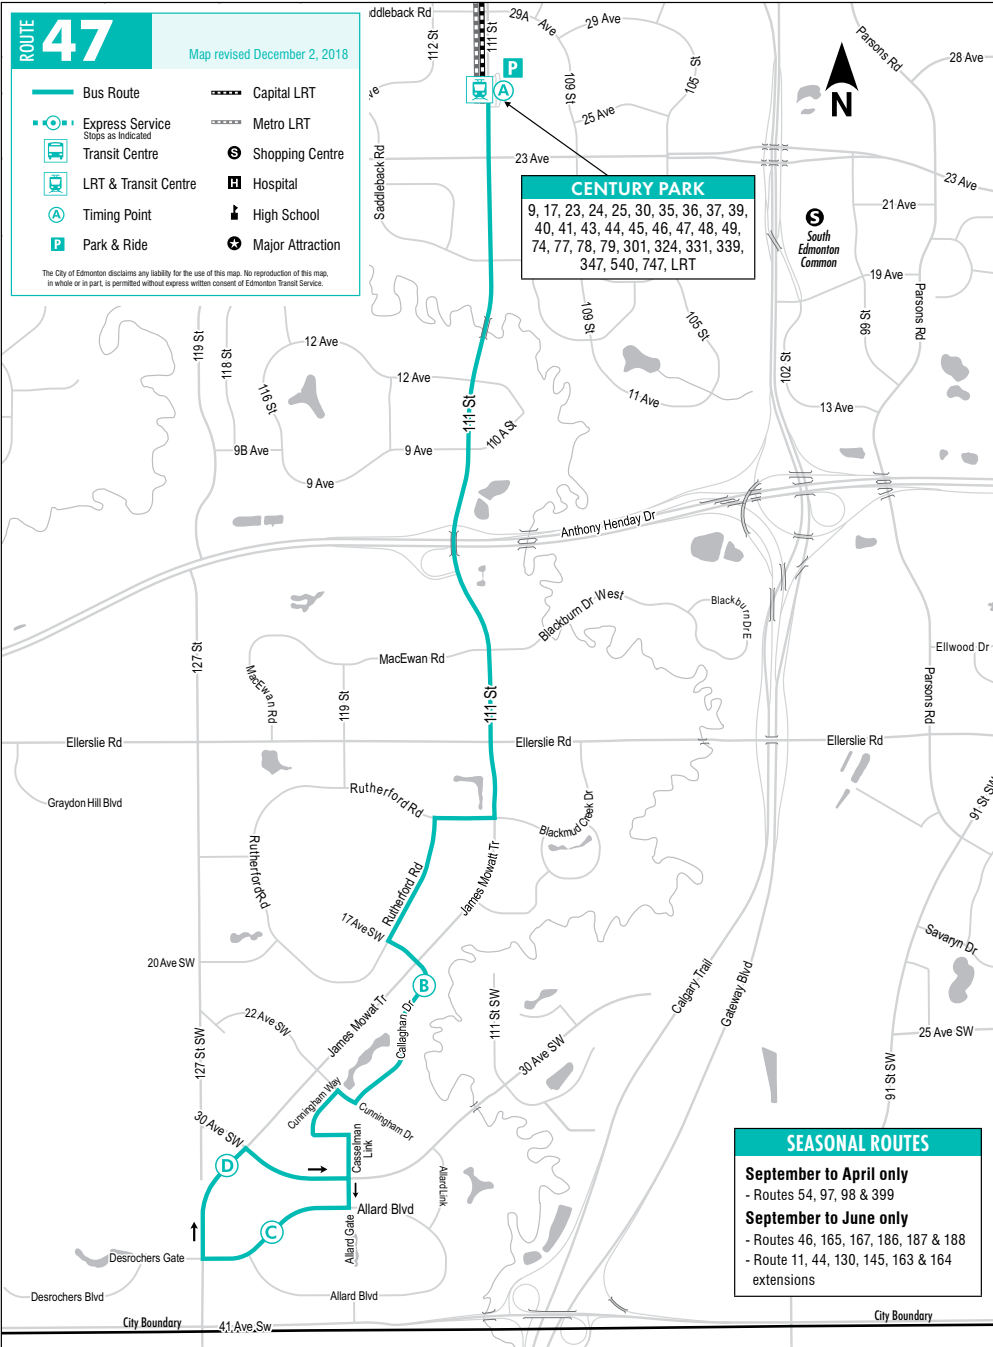 ROUTE 47
Map revised December 2, 2018
Bus Route
Express Service
Stops as Indicated
Transit Centre
LRT & Transit Centre
A Timing Point
P Park & Ride
Capital LRT
Metro LRT
S Shopping Centre
H Hospital
High School
Major Attraction
The City of Edmonton disclaims any liability for the use of this map. No reproduction of this map,
in whole or in part, is permitted without express written consent of Edmonton Transit Service.
ddleback Rd
112 St
111 St
29A Ave
29 Ave
Parsons Rd
28 Ave
P
A
109 St
105 St
25 Ave
N
ve
Saddleback Rd
23 Ave
23 Ave
21 Ave
CENTURY PARK
9, 17, 23, 24, 25, 30, 35, 36, 37, 39,
40, 41, 43, 44, 45, 46, 47, 48, 49,
74, 77, 78, 79, 301, 324, 331, 339,
347, 540, 747, LRT
S
South
Edmonton
Common
19 Ave
Parsons Rd
99 St
102 St
109 St
105 St
11 Ave
13 Ave
119 St
118 St
12 Ave
116 St
12 Ave
111 St
110 A St
9B Ave
9 Ave
9 Ave
Anthony Henday Dr
Blackburn Dr West
Blackburn Dr E
127 St
MacEwan Rd
MacEwan Rd
119 St
111 St
Ellwood Dr
Parsons Rd
Ellerslie Rd
Ellerslie Rd
Ellerslie Rd
Graydon Hill Blvd
Rutherford Rd
Blackmud Creek Dr
91 St SW
Rutherford Rd
Rutherford Rd
James Mowatt Tr
17 Ave SW
20 Ave SW
Savaryn Dr
B
Calgary Trail
Gateway Blvd
22 Ave SW
James Mowat Tr
Callaghan Dr
111 St SW
30 Ave SW
25 Ave SW
127 St SW
91 St SW
Cunningham Way
Cunningham Dr
30 Ave SW
Casselman
Link
D
Allard Link
Allard Blvd
C
Allard Gate
Desrochers Gate
Desrochers Blvd
Allard Blvd
SEASONAL ROUTES
September to April only
- Routes 54, 97, 98 & 399
September to June only
- Routes 46, 165, 167, 186, 187 & 188
- Route 11, 44, 130, 145, 163 & 164
extensions
City Boundary
41 Ave Sw
City Boundary